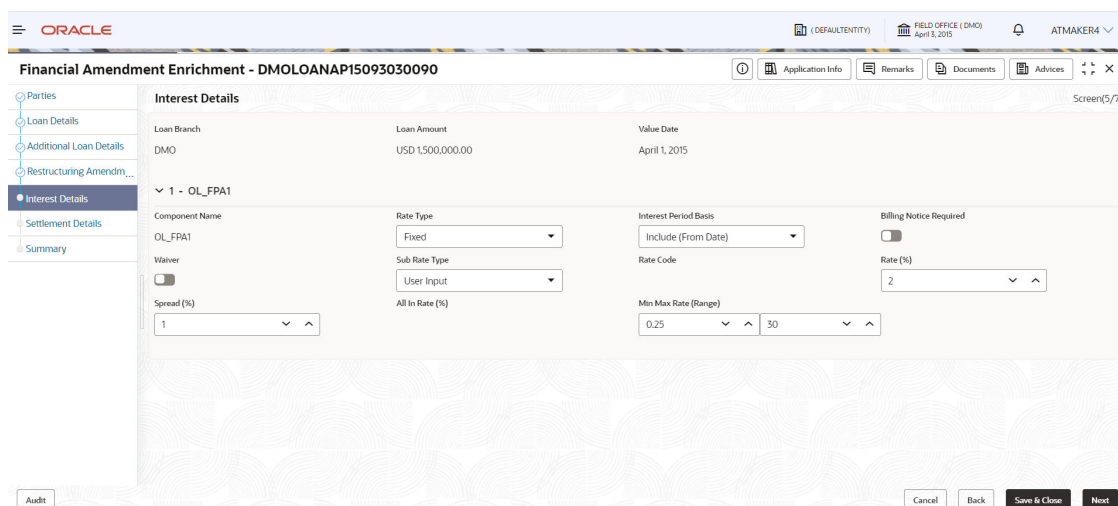 ORACLE
( DEFAULTENTITY)
FIELD OFFICE ( DMO)
April 3, 2015
ATMAKER4
Financial Amendment Enrichment - DMOLOANAP15093030090
Application Info
Remarks
Documents
Advices
Parties
Loan Details
Additional Loan Details
Restructuring Amendm...
Interest Details
Settlement Details
Summary
Interest Details
Screen(5/7
Loan Branch
Loan Amount
Value Date
DMO
USD 1,500,000.00
April 1, 2015
1 - OL_FPA1
Component Name
Rate Type
Interest Period Basis
Billing Notice Required
OL_FPA1
Fixed
Include (From Date)
Waiver
Sub Rate Type
Rate Code
Rate (%)
User Input
2
Spread (%)
All In Rate (%)
Min Max Rate (Range)
1
0.25
30
Audit
Cancel
Back
Save & Close
Next